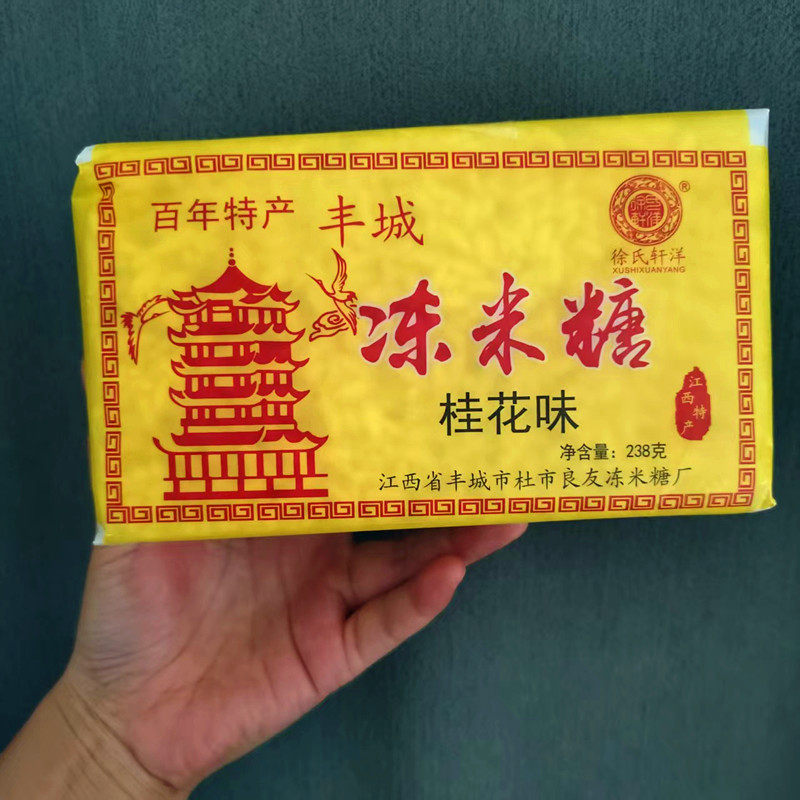 百年特产 丰城
徐氏轩洋®
XUSHIXUANYANG
冻米糖
桂花味
江西特产
净含量：238克
江西省丰城市杜市良友冻米糖厂